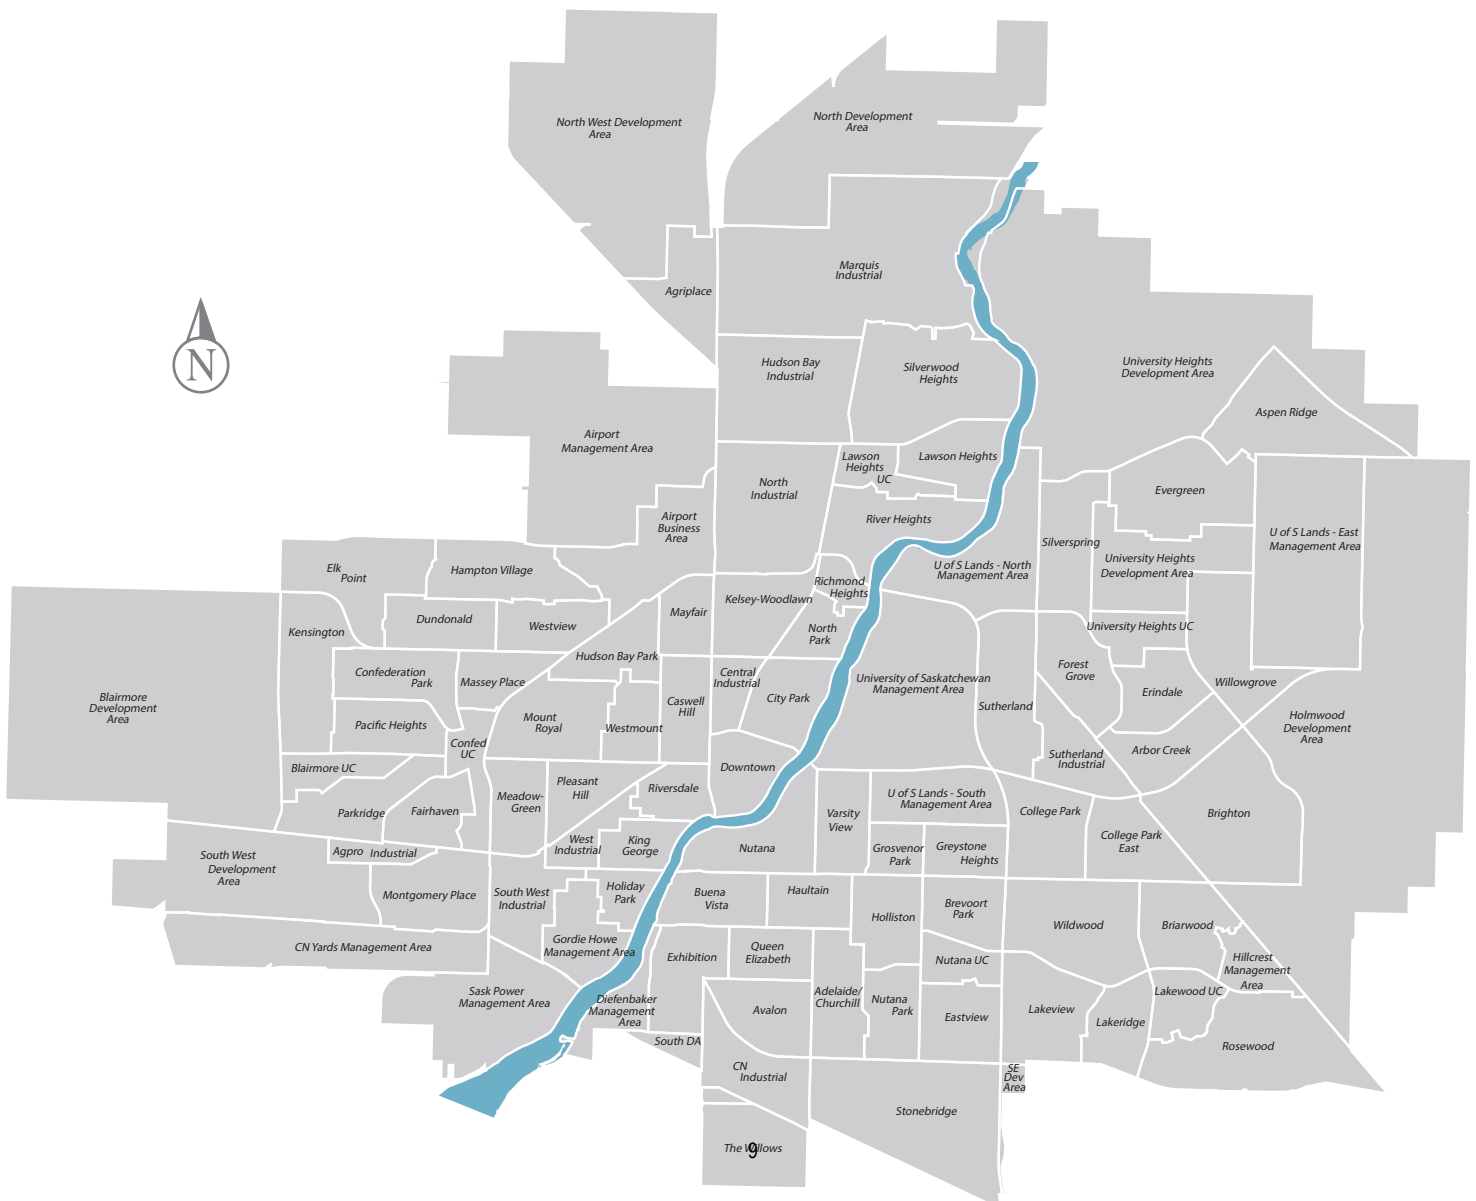 North West Development
Area
North Development
Area
Marquis
Industrial
Agriplace
N
Hudson Bay
Industrial
Silverwood
Heights
University Heights
Development Area
Aspen Ridge
Airport
Management Area
Lawson
Heights
UC
Lawson Heights
North
Industrial
Evergreen
Airport
Business
Area
River Heights
Silverspring
U of S Lands - East
Management Area
Elk
Point
Hampton Village
U of S Lands - North
Management Area
University Heights
Development Area
Richmond
Heights
Kelsey-Woodlawn
Mayfair
Kensington
Dundonald
Westview
North
Park
University Heights UC
Hudson Bay Park
Confederation
Park
Massey Place
Central
Industrial
University of Saskatchewan
Management Area
Forest
Grove
Erindale
Willowgrove
Blairmore
Development
Area
City Park
Caswell
Hill
Sutherland
Holmwood
Development
Area
Pacific Heights
Mount
Royal
Westmount
Confed
UC
Sutherland
Industrial
Arbor Creek
Blairmore UC
Downtown
Pleasant
Hill
Riversdale
U of S Lands - South
Management Area
Parkridge
Fairhaven
Meadow-
Green
Varsity
View
College Park
Brighton
College Park
East
West
Industrial
King
George
Nutana
Grosvenor
Park
Greystone
Heights
South West
Development
Area
Agpro Industrial
Montgomery Place
South West
Industrial
Holiday
Park
Buena
Vista
Haultain
Holliston
Brevoort
Park
Wildwood
Briarwood
CN Yards Management Area
Gordie Howe
Management Area
Exhibition
Queen
Elizabeth
Nutana UC
Hillcrest
Management
Area
Sask Power
Management Area
Diefenbaker
Management
Area
Avalon
Adelaide/
Churchill
Nutana
Park
Eastview
Lakeview
Lakeridge
Lakewood UC
South DA
Rosewood
CN
Industrial
SE
Dev
Area
Stonebridge
The Willows
9